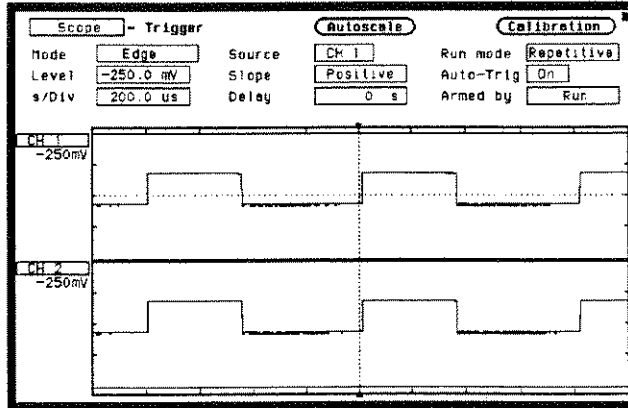 Scope - Trigger Autoscale Calibration
Mode Edge Source CH 1 Run mode Repetitive
Level -250.0 mV Slope Positive Auto-Trig On
s/Div 200.0 us Delay 0 s Armed by Run
CH 1
-250mV
CH 2
-250mV